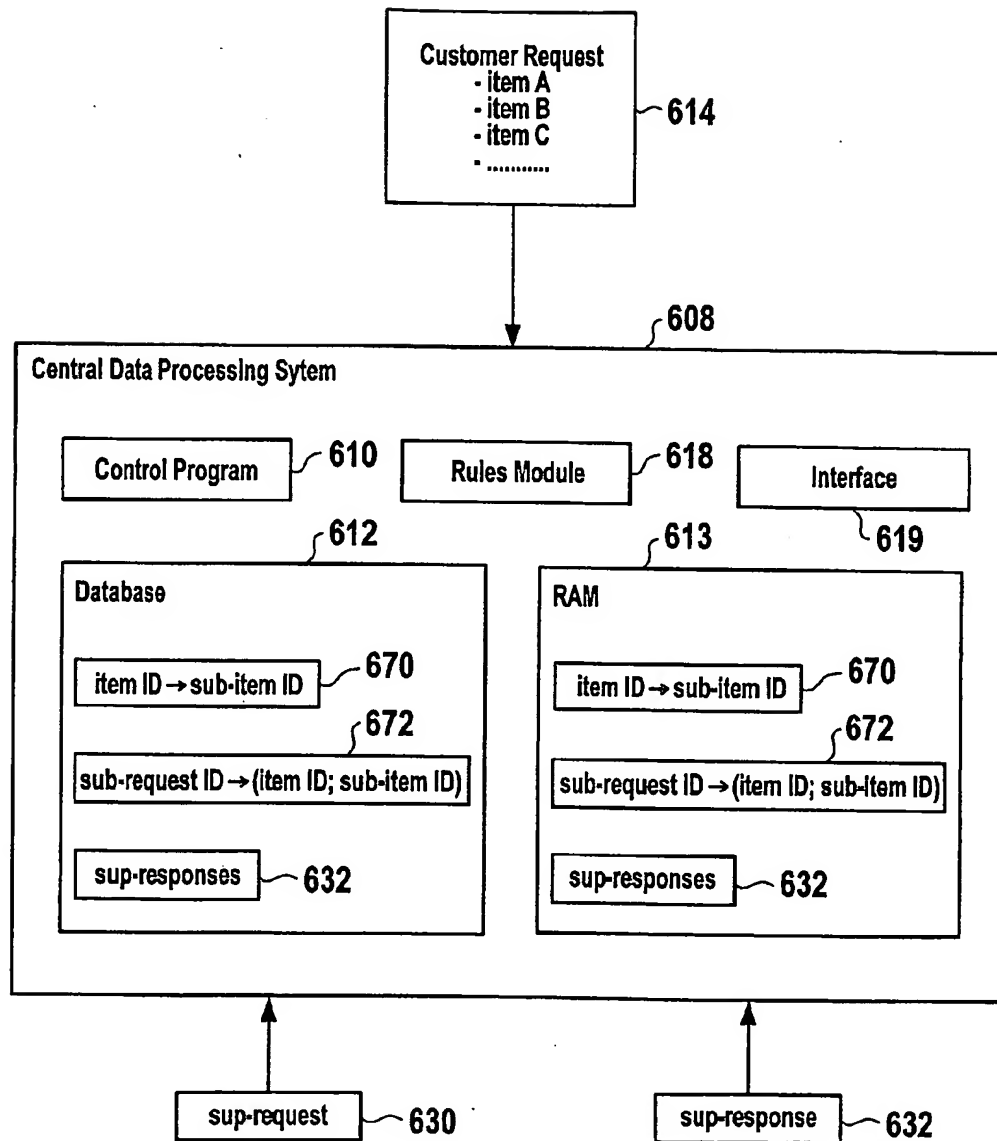 Customer Request
- item A
- item B
- item C
- ...........
614
608
Central Data Processing Sytem
Control Program
610
Rules Module
618
Interface
619
612
Database
item ID → sub-item ID
670
672
sub-request ID → (item ID; sub-item ID)
sup-responses
632
613
RAM
item ID → sub-item ID
670
672
sub-request ID → (item ID; sub-item ID)
sup-responses
632
sup-request
630
sup-response
632